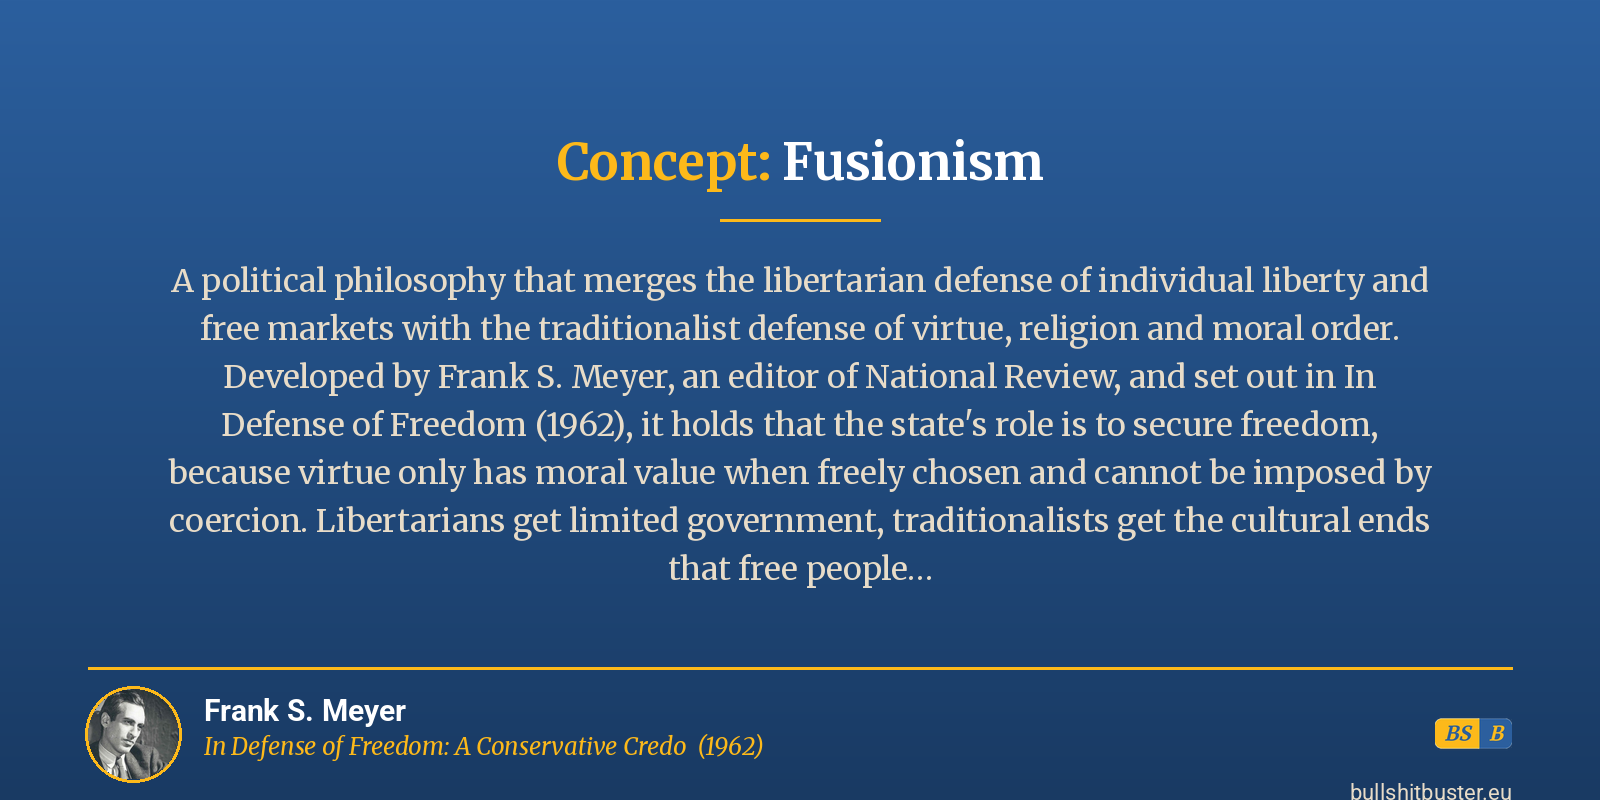 Concept: Fusionism
A political philosophy that merges the libertarian defense of individual liberty and
free markets with the traditionalist defense of virtue, religion and moral order.
Developed by Frank S. Meyer, an editor of National Review, and set out in In
Defense of Freedom (1962), it holds that the state's role is to secure freedom,
because virtue only has moral value when freely chosen and cannot be imposed by
coercion. Libertarians get limited government, traditionalists get the cultural ends
that free people…
Frank S. Meyer
In Defense of Freedom: A Conservative Credo (1962)
BS B
bullshitbuster.eu